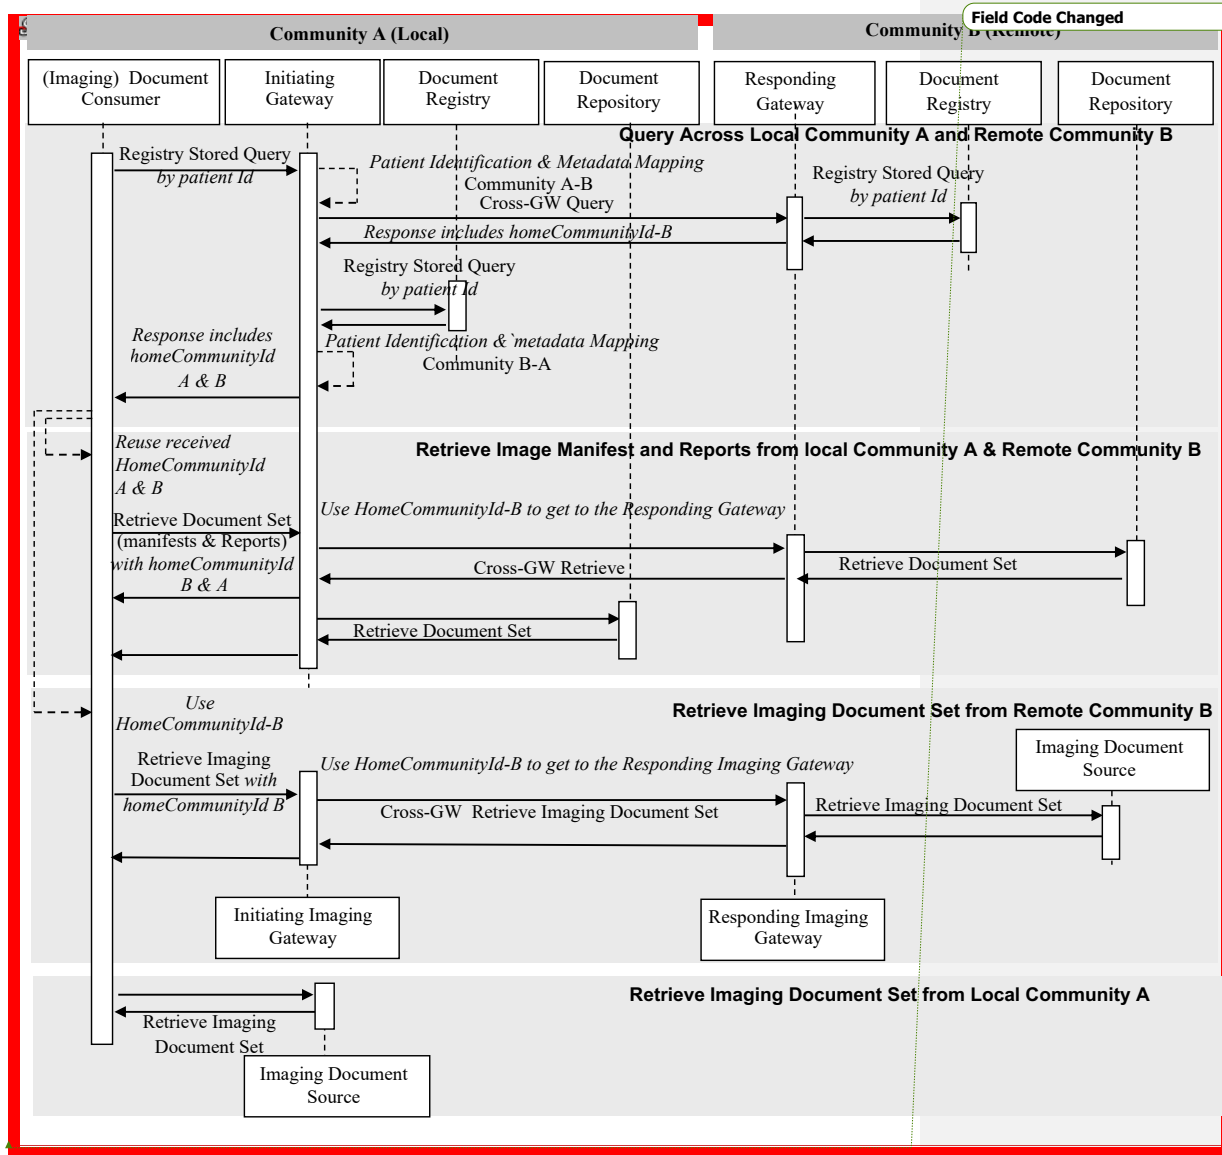 Field Code Changed
Community A (Local)
Community B (Remote)
(Imaging) Document
Consumer
Initiating
Gateway
Document
Registry
Document
Repository
Responding
Gateway
Document
Registry
Document
Repository
Query Across Local Community A and Remote Community B
Registry Stored Query
by patient Id
Patient Identification & Metadata Mapping
Community A-B
Cross-GW Query
Registry Stored Query
by patient Id
Response includes homeCommunityId-B
Registry Stored Query
by patient Id
Response includes
homeCommunityId
A & B
Patient Identification &`metadata Mapping
Community B-A
Reuse received
HomeCommunityId
A & B
Retrieve Image Manifest and Reports from local Community A & Remote Community B
Use HomeCommunityId-B to get to the Responding Gateway
Retrieve Document Set
(manifests & Reports)
with homeCommunityId
B & A
Cross-GW Retrieve
Retrieve Document Set
Retrieve Document Set
Use
HomeCommunityId-B
Retrieve Imaging Document Set from Remote Community B
Imaging Document
Source
Retrieve Imaging
Document Set with
homeCommunityId B
Use HomeCommunityId-B to get to the Responding Imaging Gateway
Cross-GW Retrieve Imaging Document Set
Retrieve Imaging Document Set
Initiating Imaging
Gateway
Responding Imaging
Gateway
Retrieve Imaging Document Set from Local Community A
Retrieve Imaging
Document Set
Imaging Document
Source